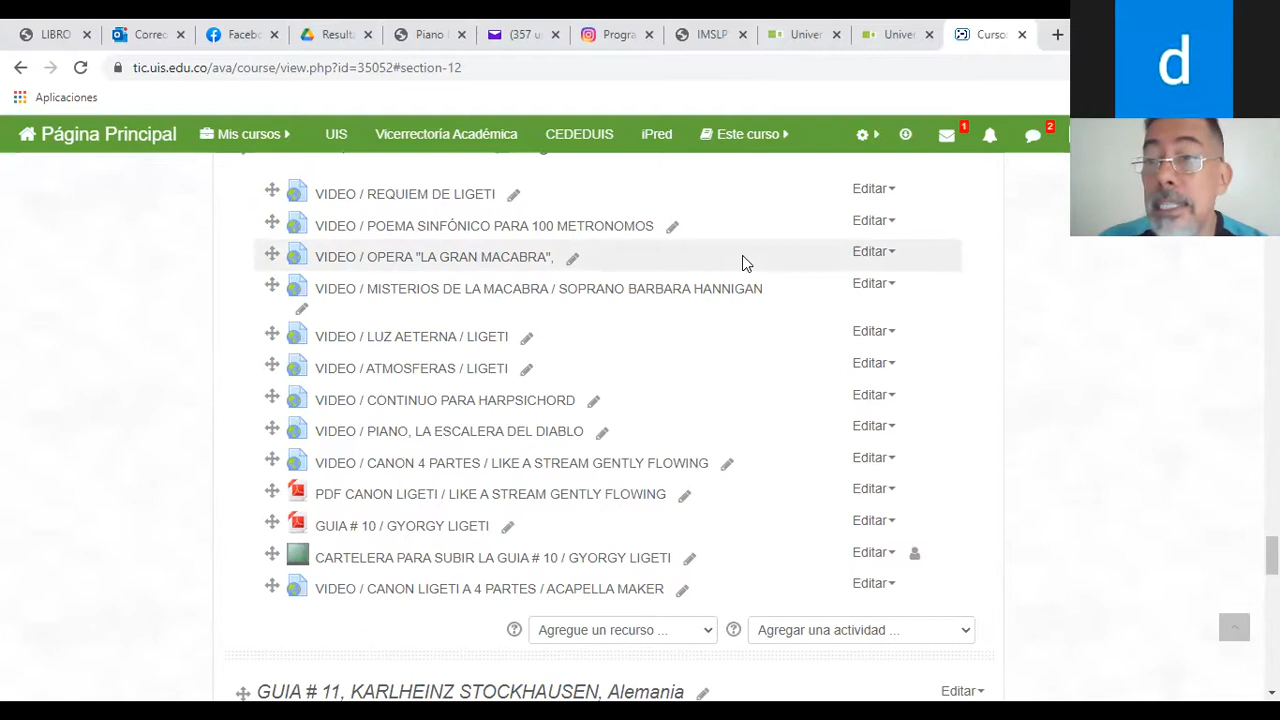 LIBRO
Correo
Faceb
Resulta
Piano
(357 u
Progra
IMSLP
Univer
Univer
Curso:
tic.uis.edu.co/ava/course/view.php?id=35052#section-12
Aplicaciones
Página Principal
Mis cursos
UIS
Vicerrectoría Académica
CEDEDUIS
iPred
Este curso
1
2
d
VIDEO / REQUIEM DE LIGETI
Editar
VIDEO / POEMA SINFÓNICO PARA 100 METRONOMOS
Editar
VIDEO / OPERA "LA GRAN MACABRA",
Editar
VIDEO / MISTERIOS DE LA MACABRA / SOPRANO BARBARA HANNIGAN
Editar
VIDEO / LUZ AETERNA / LIGETI
Editar
VIDEO / ATMOSFERAS / LIGETI
Editar
VIDEO / CONTINUO PARA HARPSICHORD
Editar
VIDEO / PIANO, LA ESCALERA DEL DIABLO
Editar
VIDEO / CANON 4 PARTES / LIKE A STREAM GENTLY FLOWING
Editar
PDF CANON LIGETI / LIKE A STREAM GENTLY FLOWING
Editar
GUIA # 10 / GYORGY LIGETI
Editar
CARTELERA PARA SUBIR LA GUIA # 10 / GYORGY LIGETI
Editar
VIDEO / CANON LIGETI A 4 PARTES / ACAPELLA MAKER
Editar
Agregue un recurso ...
Agregar una actividad ...
GUIA # 11, KARLHEINZ STOCKHAUSEN, Alemania
Editar